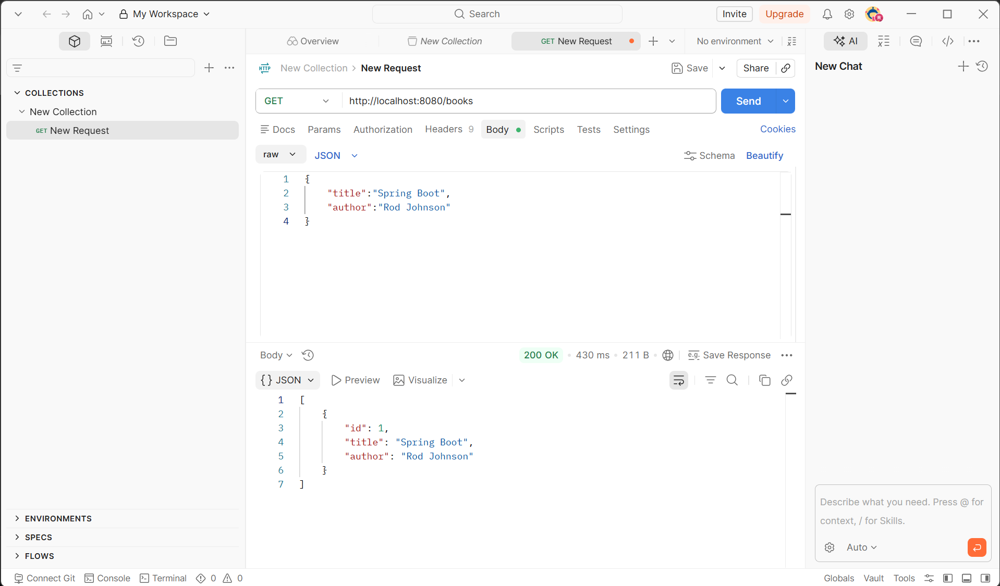 My Workspace
Search
Invite
Upgrade
R
Overview
New Collection
GET New Request
No environment
AI
HTTP New Collection > New Request
Save
Share
New Chat
COLLECTIONS
New Collection
GET New Request
GET
http://localhost:8080/books
Send
Docs
Params
Authorization
Headers 9
Body
Scripts
Tests
Settings
Cookies
raw
JSON
Schema
Beautify
1 {
2 "title":"Spring Boot",
3 "author":"Rod Johnson"
4 }
Body
200 OK
430 ms
211 B
e.g. Save Response
{} JSON
Preview
Visualize
1 [
2 {
3 "id": 1,
4 "title": "Spring Boot",
5 "author": "Rod Johnson"
6 }
7 ]
ENVIRONMENTS
SPECS
FLOWS
Describe what you need. Press @ for
context, / for Skills.
Auto
Connect Git
Console
Terminal
0
0
Globals
Vault
Tools